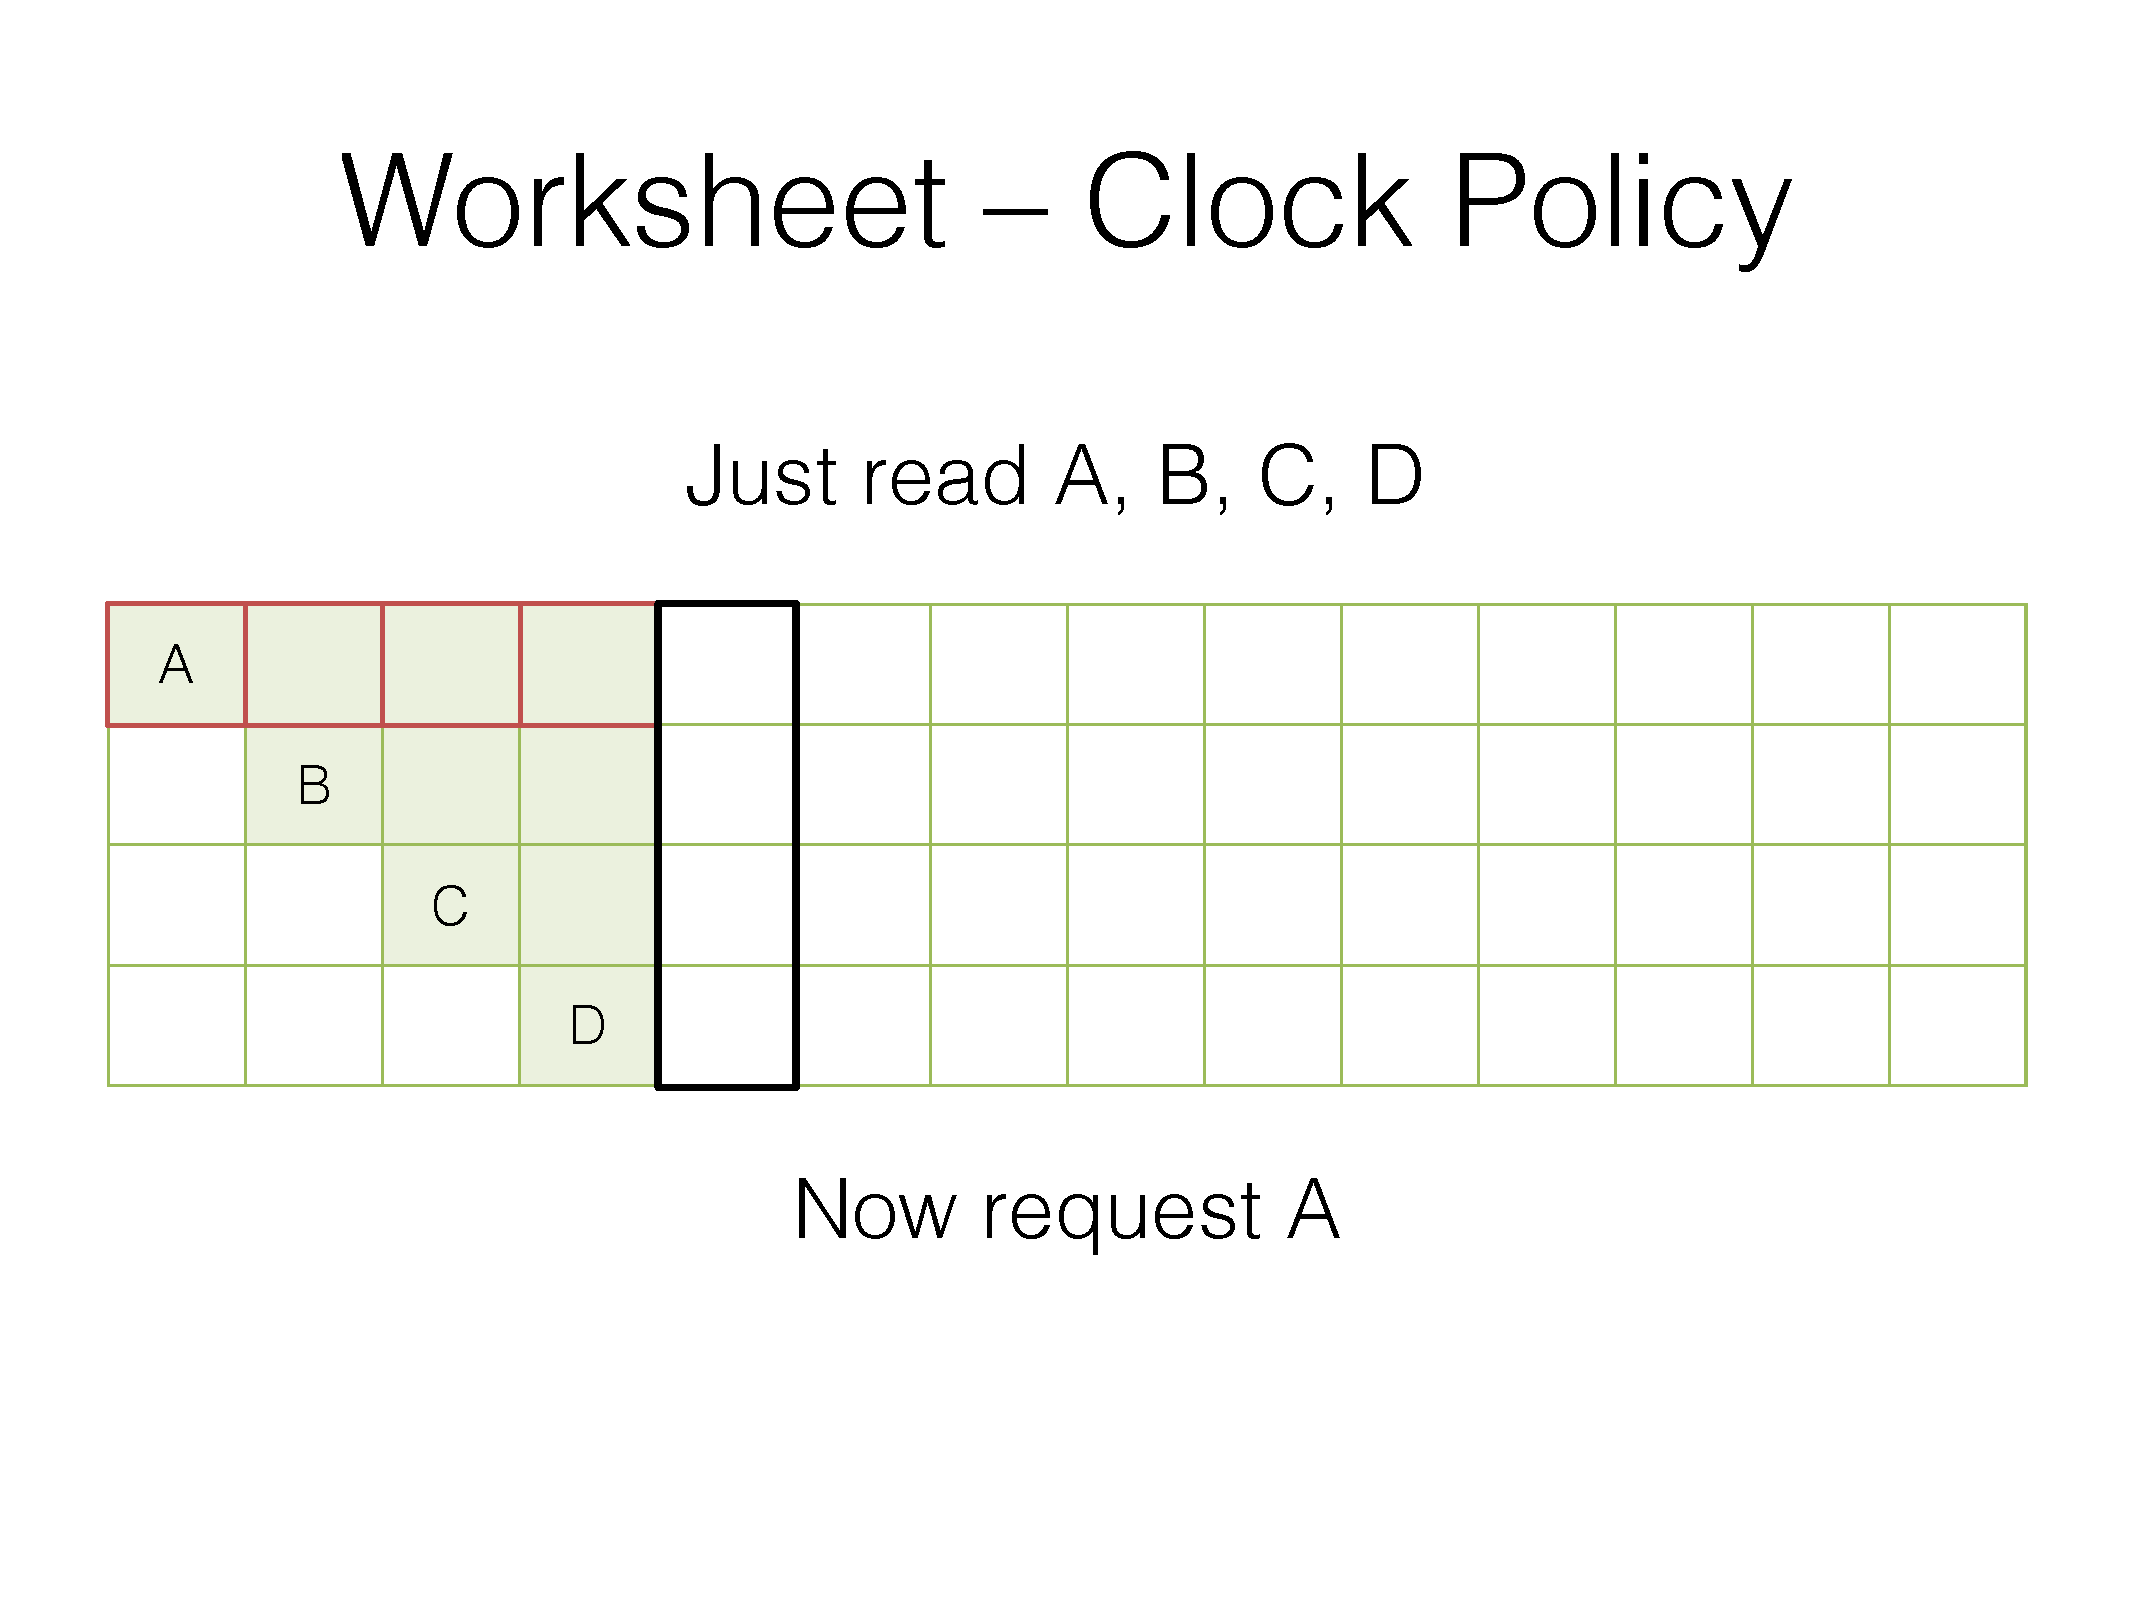 Worksheet – Clock Policy
Just read A, B, C, D
A
B
C
D
Now request A